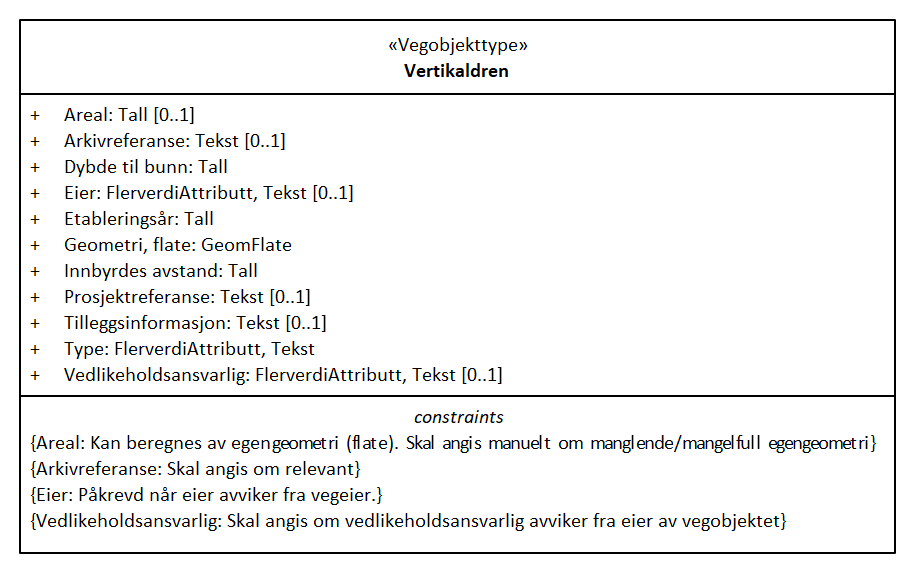 «Vegobjekttype»
Vertikaldren
+ Areal: Tall [0..1]
+ Arkivreferanse: Tekst [0..1]
+ Dybde til bunn: Tall
+ Eier: FlerverdiAttributt, Tekst [0..1]
+ Etableringsår: Tall
+ Geometri, flate: GeomFlate
+ Innbyrdes avstand: Tall
+ Prosjektreferanse: Tekst [0..1]
+ Tilleggsinformasjon: Tekst [0..1]
+ Type: FlerverdiAttributt, Tekst
+ Vedlikeholdsansvarlig: FlerverdiAttributt, Tekst [0..1]
constraints
{Areal: Kan beregnes av egengeometri (flate). Skal angis manuelt om manglende/mangelfull egengeometri}
{Arkivreferanse: Skal angis om relevant}
{Eier: Påkrevd når eier avviker fra vegeier.}
{Vedlikeholdsansvarlig: Skal angis om vedlikeholdsansvarlig avviker fra eier av vegobjektet}